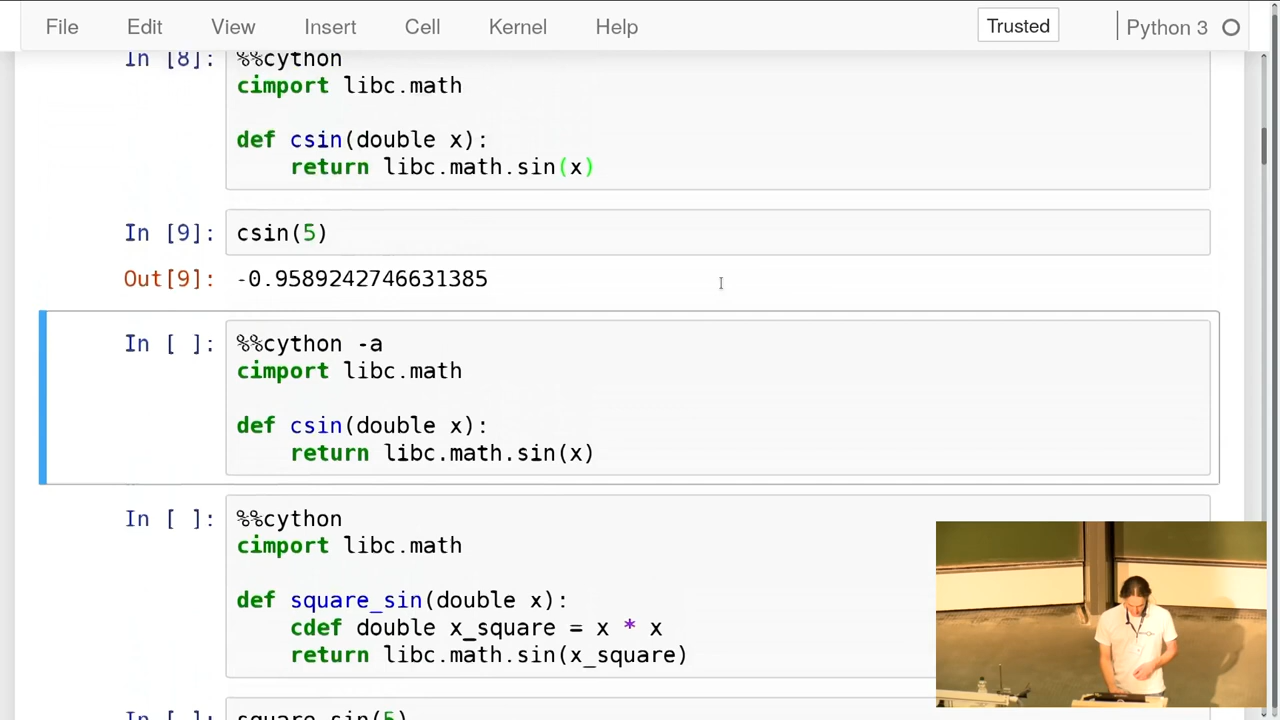 File Edit View Insert Cell Kernel Help Trusted Python 3
In [8]: %%cython
cimport libc.math
def csin(double x):
    return libc.math.sin(x)
In [9]: csin(5)
Out[9]: -0.9589242746631385
In [ ]: %%cython -a
cimport libc.math
def csin(double x):
    return libc.math.sin(x)
In [ ]: %%cython
cimport libc.math
def square_sin(double x):
    cdef double x_square = x * x
    return libc.math.sin(x_square)
In [ ]: square_sin(5)